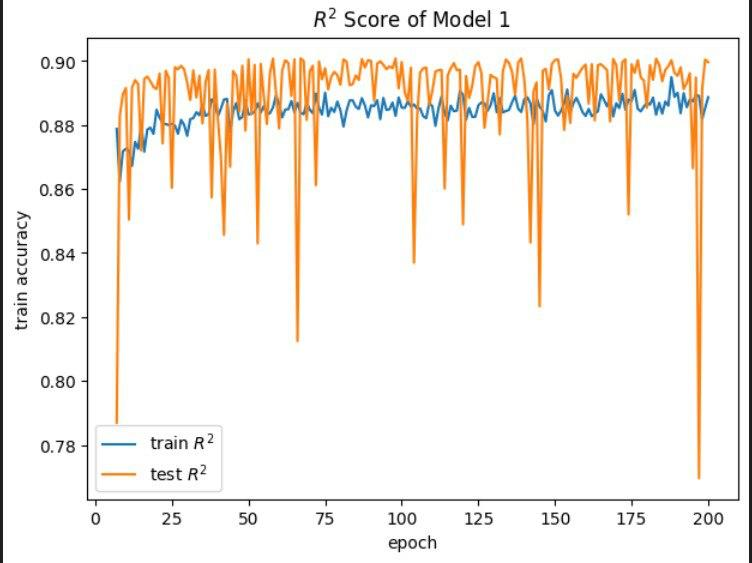 R² Score of Model 1
0.90
0.88
0.86
0.84
0.82
0.80
0.78
train accuracy
train R²
test R²
0 25 50 75 100 125 150 175 200
epoch